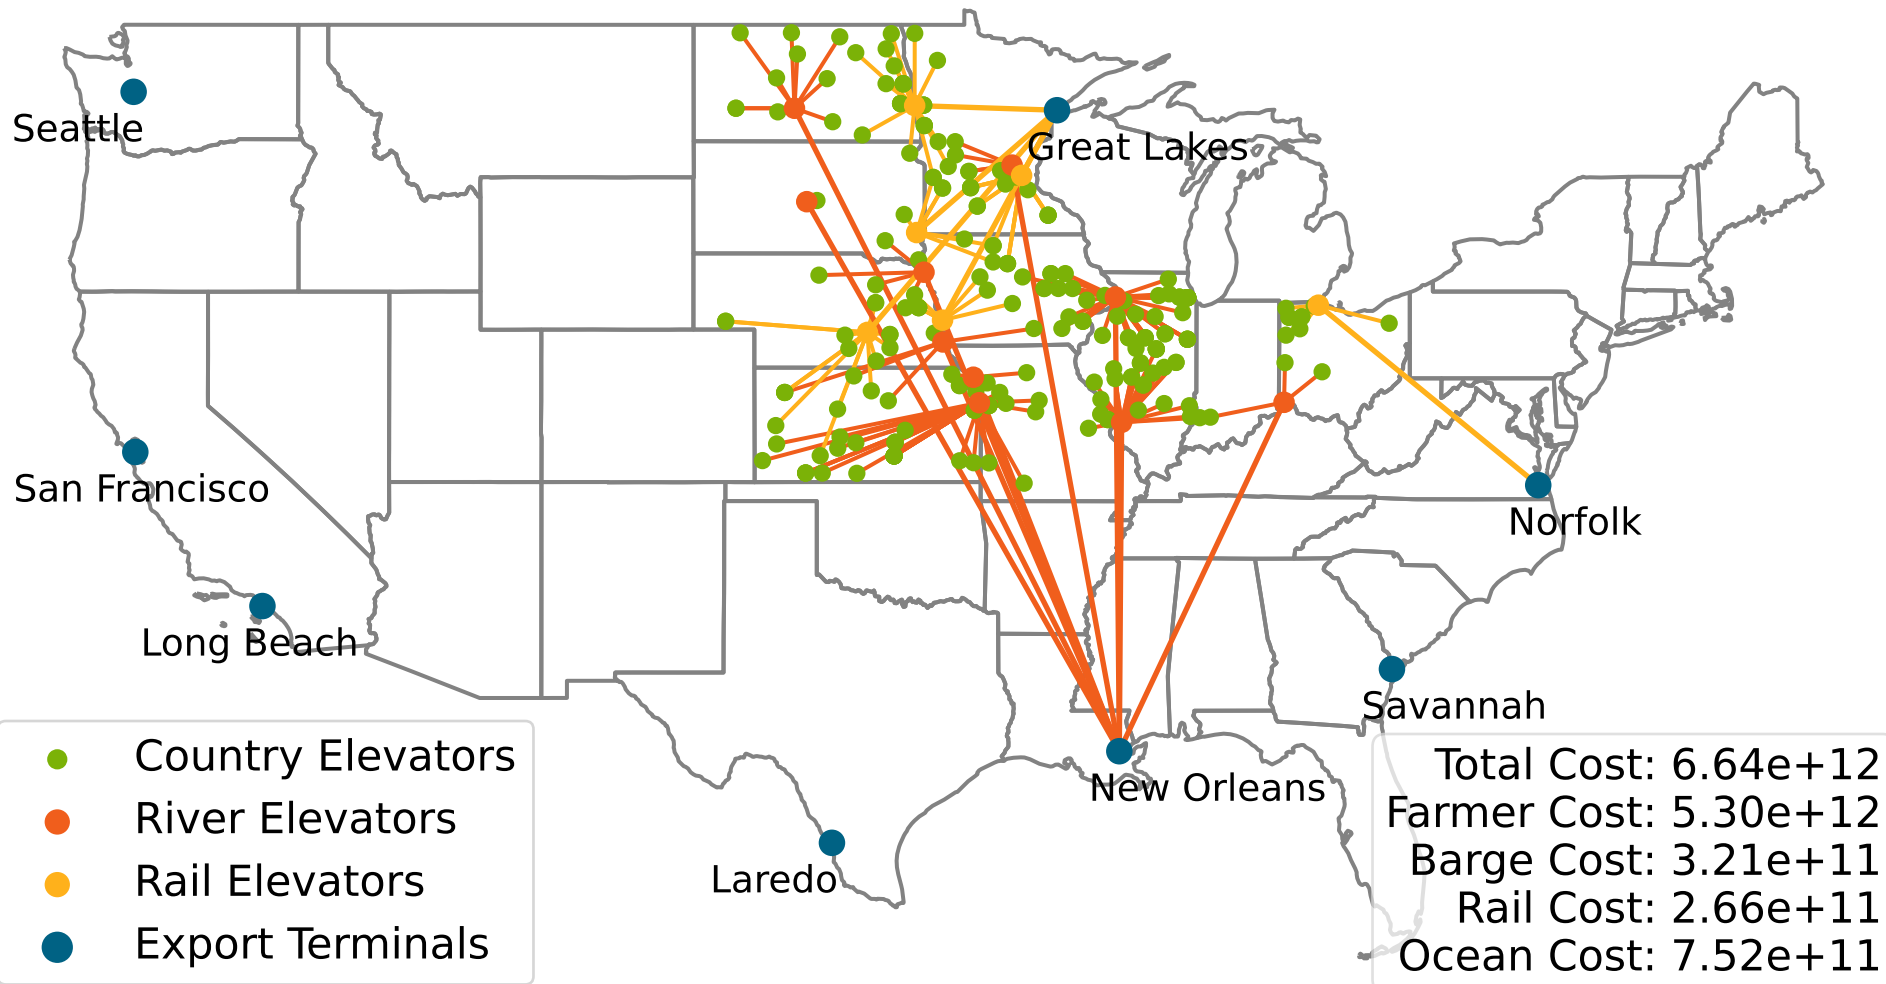 Seattle
Great Lakes
San Francisco
Norfolk
Long Beach
Savannah
New Orleans
Laredo
Country Elevators
River Elevators
Rail Elevators
Export Terminals
Total Cost: 6.64e+12
Farmer Cost: 5.30e+12
Barge Cost: 3.21e+11
Rail Cost: 2.66e+11
Ocean Cost: 7.52e+11